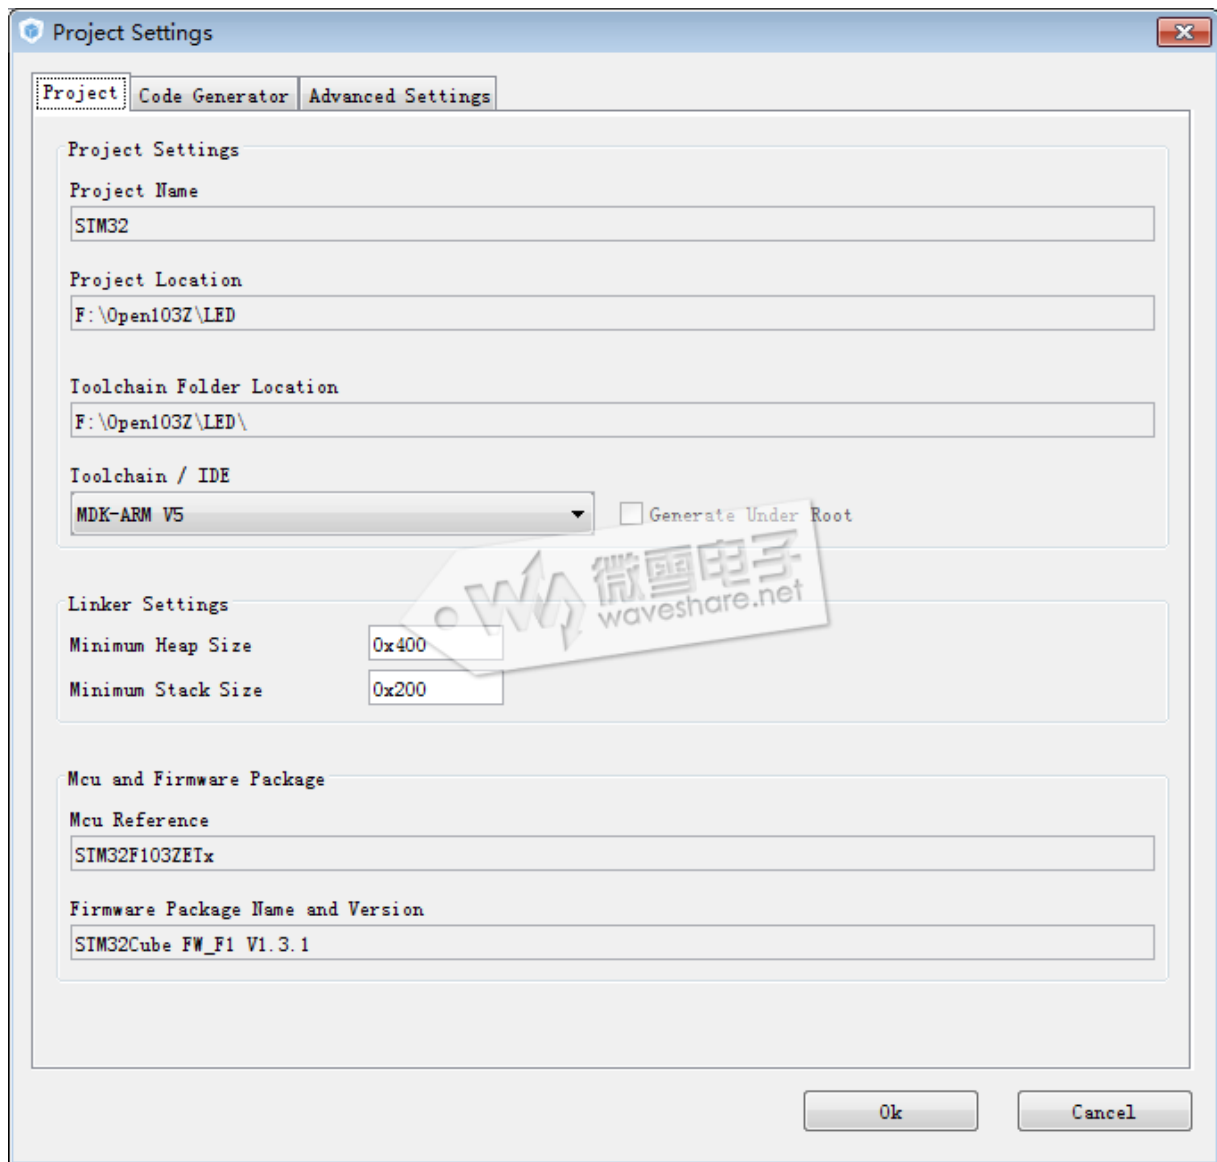 Project Settings
Project
Code Generator
Advanced Settings
Project Settings
Project Name
STM32
Project Location
F:\Open103Z\LED
Toolchain Folder Location
F:\Open103Z\LED\
Toolchain / IDE
MDK-ARM V5
Generate Under Root
微雪电子
waveshare.net
Linker Settings
Minimum Heap Size
0x400
Minimum Stack Size
0x200
Mcu and Firmware Package
Mcu Reference
STM32F103ZETx
Firmware Package Name and Version
STM32Cube FW_F1 V1.3.1
Ok
Cancel